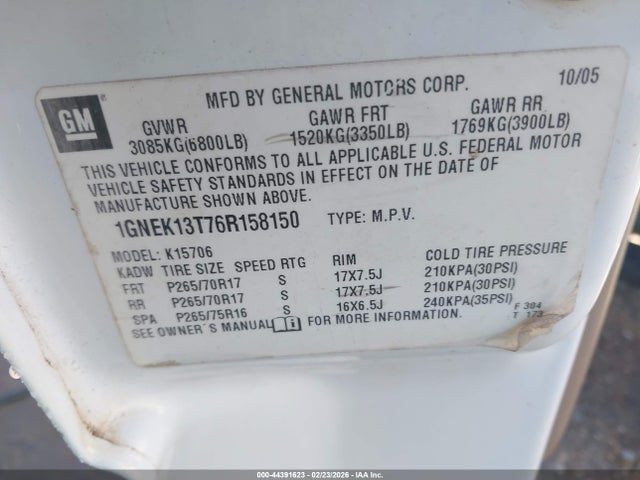 GM
MFD BY GENERAL MOTORS CORP. 10/05
GVWR GAWR FRT GAWR RR
3085KG(6800LB) 1520KG(3350LB) 1769KG(3900LB)
THIS VEHICLE CONFORMS TO ALL APPLICABLE U.S. FEDERAL MOTOR
VEHICLE SAFETY STANDARDS IN EFFECT ON THE DATE OF
MANUFACTURE SHOWN ABOVE.
1GNEK13T76R158150 TYPE: M.P.V.
MODEL: K15706
KADW TIRE SIZE SPEED RTG RIM COLD TIRE PRESSURE
FRT P265/70R17 S 17X7.5J 210KPA(30PSI)
RR P265/70R17 S 17X7.5J 210KPA(30PSI)
SPA P265/75R16 S 16X6.5J 240KPA(35PSI) F 304
SEE OWNER'S MANUAL FOR MORE INFORMATION. T 173
000-44391623 - 02/23/2026 - IAA Inc.